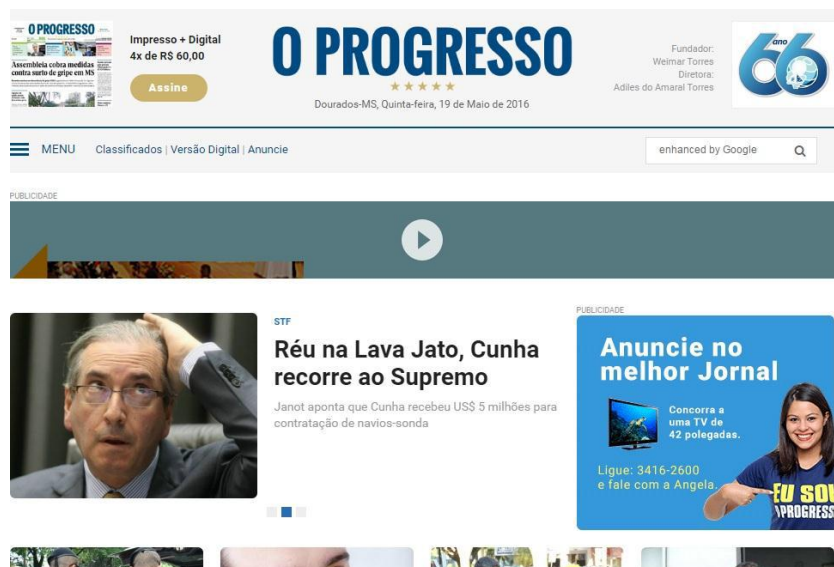 O PROGRESSO
Assembleia cobra medidas
contra surto de gripe em MS
Impresso + Digital
4x de R$ 60,00
Assine
O PROGRESSO
Dourados-MS, Quinta-feira, 19 de Maio de 2016
Fundador:
Weimar Torres
Diretora:
Adiles do Amaral Torres
ano
66
MENU
Classificados | Versão Digital | Anuncie
enhanced by Google
PUBLICIDADE
STF
Réu na Lava Jato, Cunha
recorre ao Supremo
Janot aponta que Cunha recebeu US$ 5 milhões para
contratação de navios-sonda
PUBLICIDADE
Anuncie no
melhor Jornal
Concorra a
uma TV de
42 polegadas.
Ligue: 3416-2600
e fale com a Angela.
EU SOU